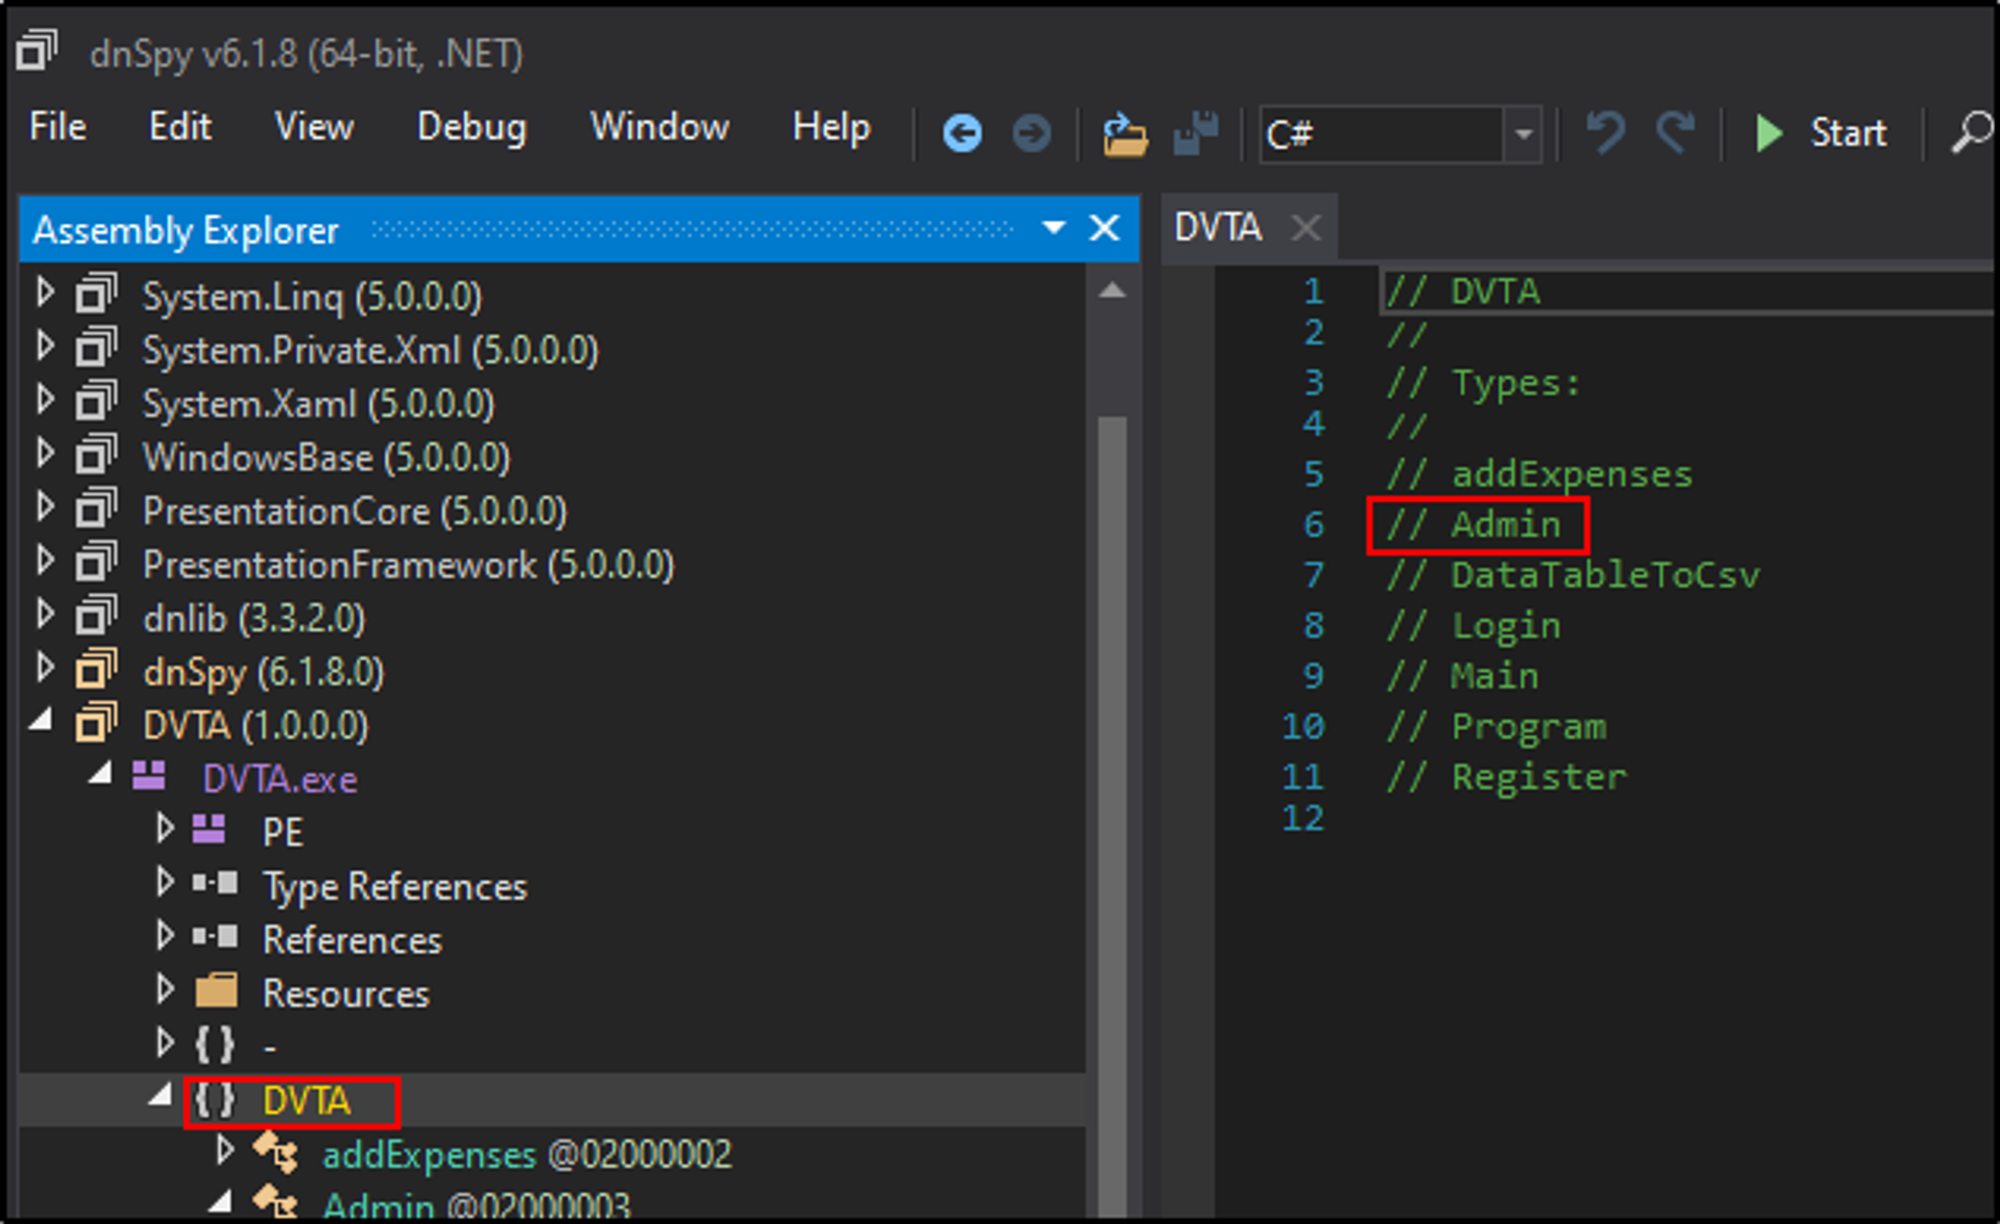 dnSpy v6.1.8 (64-bit, .NET)
File Edit View Debug Window Help C# Start
Assembly Explorer
System.Linq (5.0.0.0)
System.Private.Xml (5.0.0.0)
System.Xaml (5.0.0.0)
WindowsBase (5.0.0.0)
PresentationCore (5.0.0.0)
PresentationFramework (5.0.0.0)
dnlib (3.3.2.0)
dnSpy (6.1.8.0)
DVTA (1.0.0.0)
DVTA.exe
PE
Type References
References
Resources
{ } -
{ } DVTA
addExpenses @02000002
Admin @02000003
DVTA
1 // DVTA
2 //
3 // Types:
4 //
5 // addExpenses
6 // Admin
7 // DataTableToCsv
8 // Login
9 // Main
10 // Program
11 // Register
12